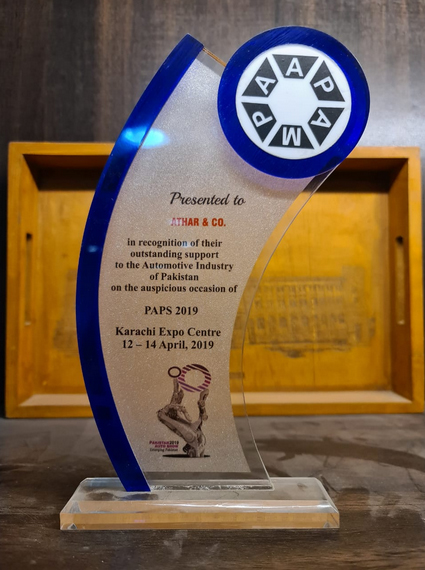 PAAPAM
Presented to
ATHAR & CO.
in recognition of their
outstanding support
to the Automotive Industry
of Pakistan
on the auspicious occasion of
PAPS 2019
Karachi Expo Centre
12 – 14 April, 2019